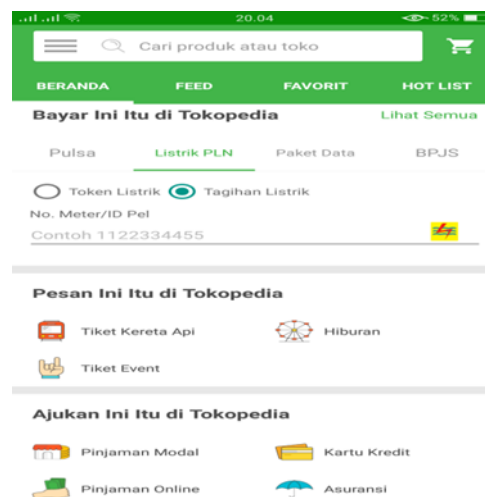 20.04 52%
Cari produk atau toko
BERANDA FEED FAVORIT HOT LIST
Bayar Ini Itu di Tokopedia Lihat Semua
Pulsa Listrik PLN Paket Data BPJS
Token Listrik Tagihan Listrik
No. Meter/ID Pel
Contoh 1122334455
Pesan Ini Itu di Tokopedia
Tiket Kereta Api Hiburan
Tiket Event
Ajukan Ini Itu di Tokopedia
Pinjaman Modal Kartu Kredit
Pinjaman Online Asuransi